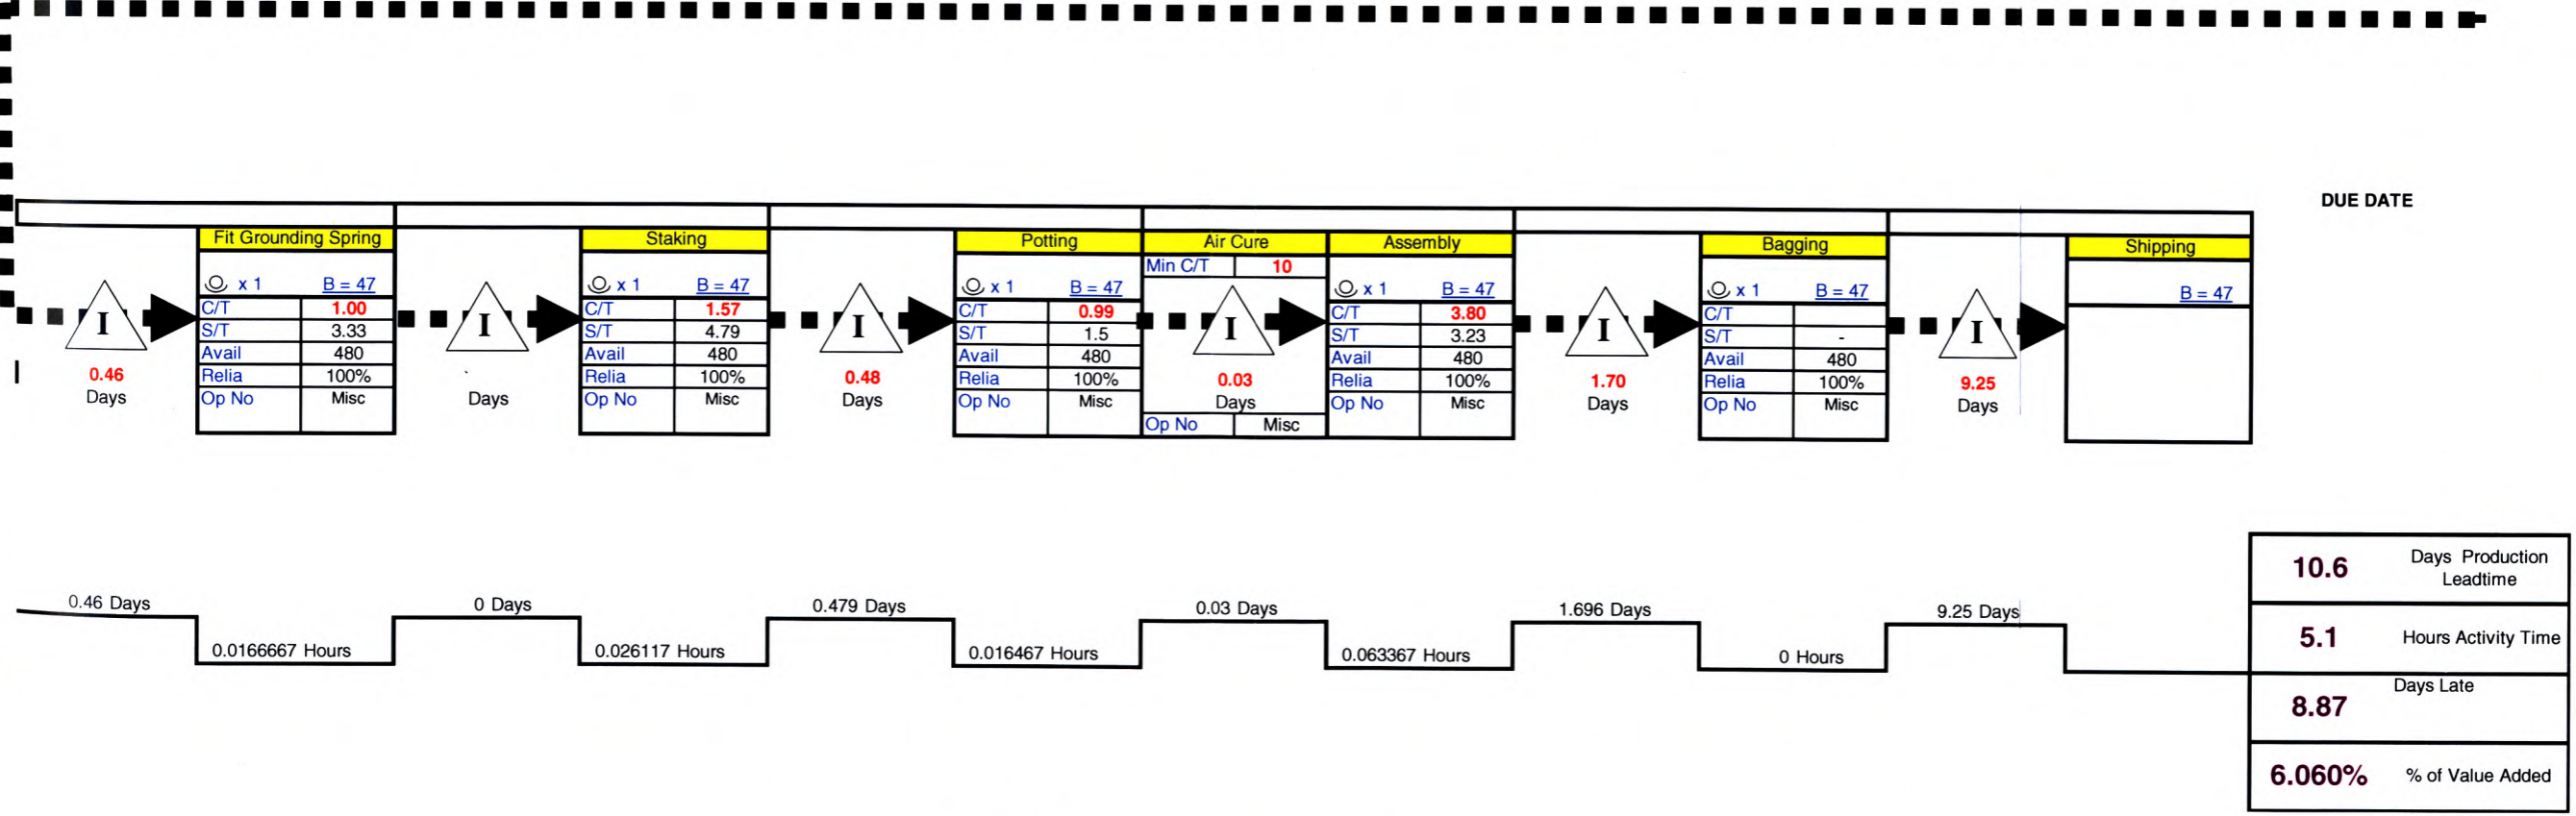 DUE DATE
Fit Grounding Spring
x 1 B = 47
C/T 1.00
S/T 3.33
Avail 480
Relia 100%
Op No Misc
I
0.46
Days
Staking
x 1 B = 47
C/T 1.57
S/T 4.79
Avail 480
Relia 100%
Op No Misc
I
Days
Potting
x 1 B = 47
C/T 0.99
S/T 1.5
Avail 480
Relia 100%
Op No Misc
I
0.48
Days
Air Cure
Min C/T 10
I
0.03
Days
Op No Misc
Assembly
x 1 B = 47
C/T 3.80
S/T 3.23
Avail 480
Relia 100%
Op No Misc
I
1.70
Days
Bagging
x 1 B = 47
C/T
S/T -
Avail 480
Relia 100%
Op No Misc
I
9.25
Days
Shipping
B = 47
0.46 Days
0.0166667 Hours
0 Days
0.026117 Hours
0.479 Days
0.016467 Hours
0.03 Days
0.063367 Hours
1.696 Days
0 Hours
9.25 Days
10.6 Days Production
Leadtime
5.1 Hours Activity Time
Days Late
8.87
6.060% % of Value Added